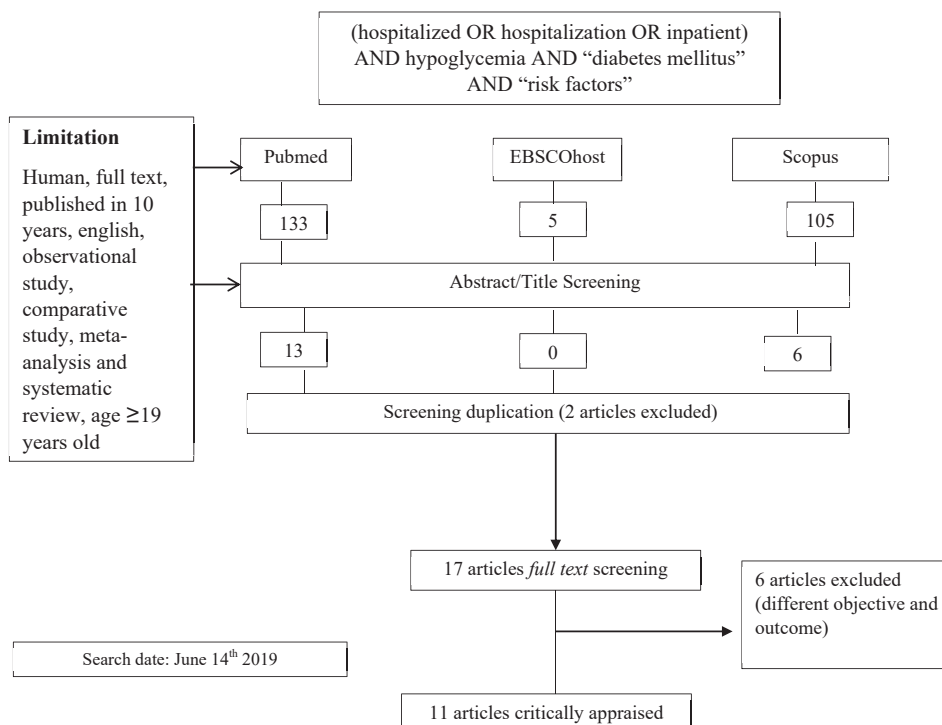 (hospitalized OR hospitalization OR inpatient)
AND hypoglycemia AND “diabetes mellitus”
AND “risk factors”
Limitation
Human, full text,
published in 10
years, english,
observational
study,
comparative
study, meta-
analysis and
systematic
review, age ≥19
years old
Pubmed
EBSCOhost
Scopus
133
5
105
Abstract/Title Screening
13
0
6
Screening duplication (2 articles excluded)
17 articles full text screening
6 articles excluded
(different objective and
outcome)
Search date: June 14th 2019
11 articles critically appraised